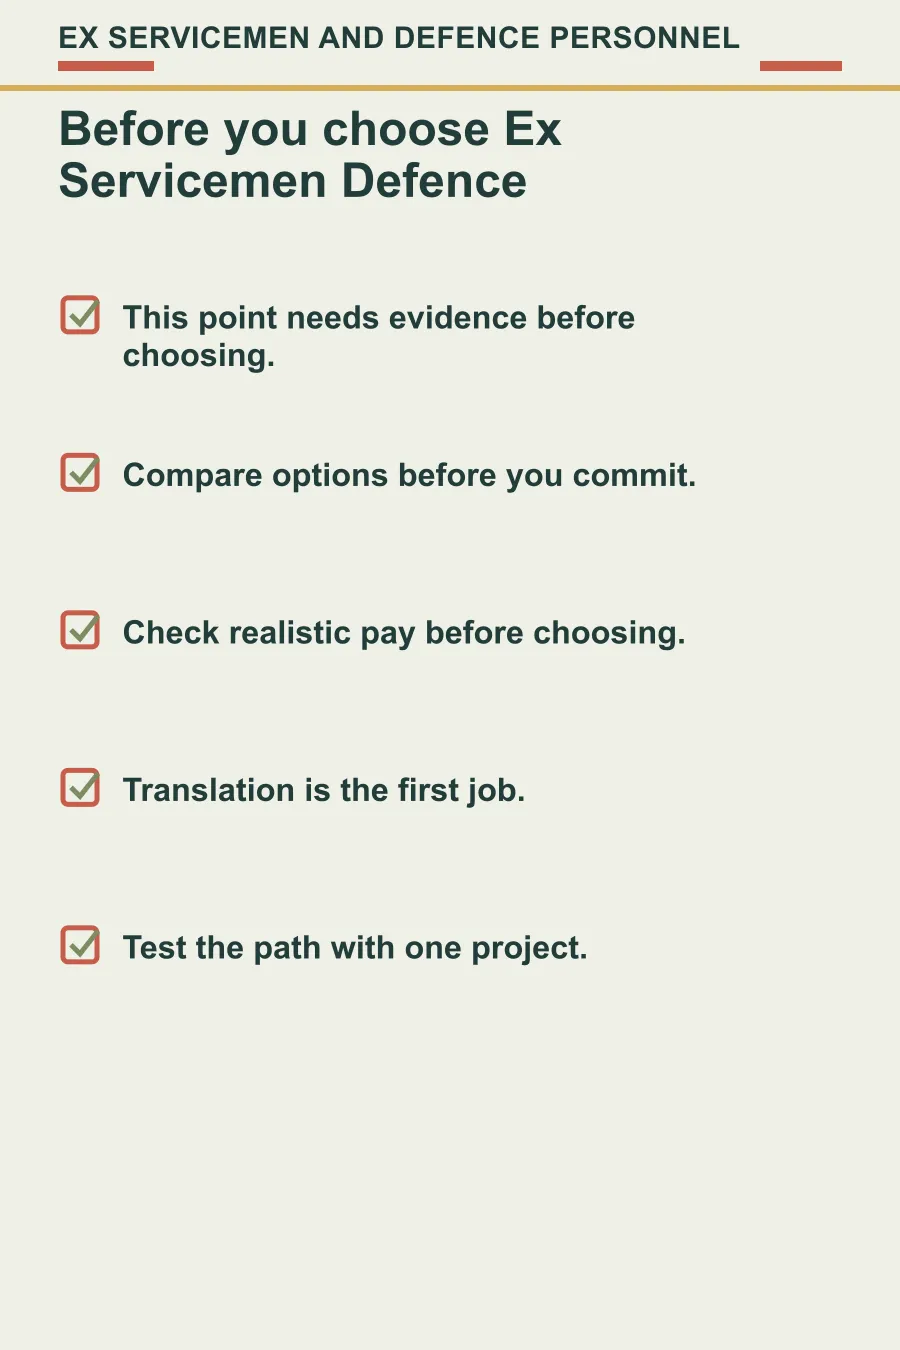 EX SERVICEMEN AND DEFENCE PERSONNEL
Before you choose Ex
Servicemen Defence
This point needs evidence before
choosing.
Compare options before you commit.
Check realistic pay before choosing.
Translation is the first job.
Test the path with one project.